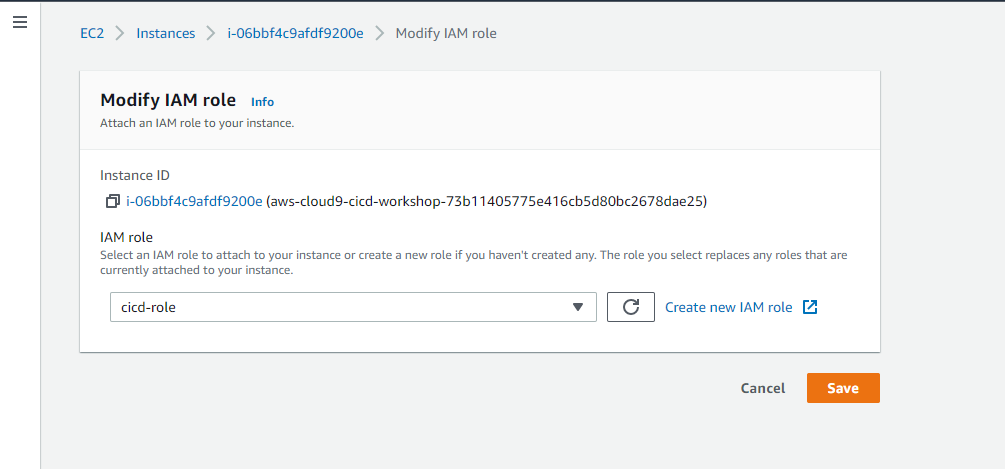 EC2 > Instances > i-06bbf4c9afdf9200e > Modify IAM role
Modify IAM role Info
Attach an IAM role to your instance.
Instance ID
i-06bbf4c9afdf9200e (aws-cloud9-cicd-workshop-73b11405775e416cb5d80bc2678dae25)
IAM role
Select an IAM role to attach to your instance or create a new role if you haven't created any. The role you select replaces any roles that are
currently attached to your instance.
cicd-role
Create new IAM role
Cancel
Save